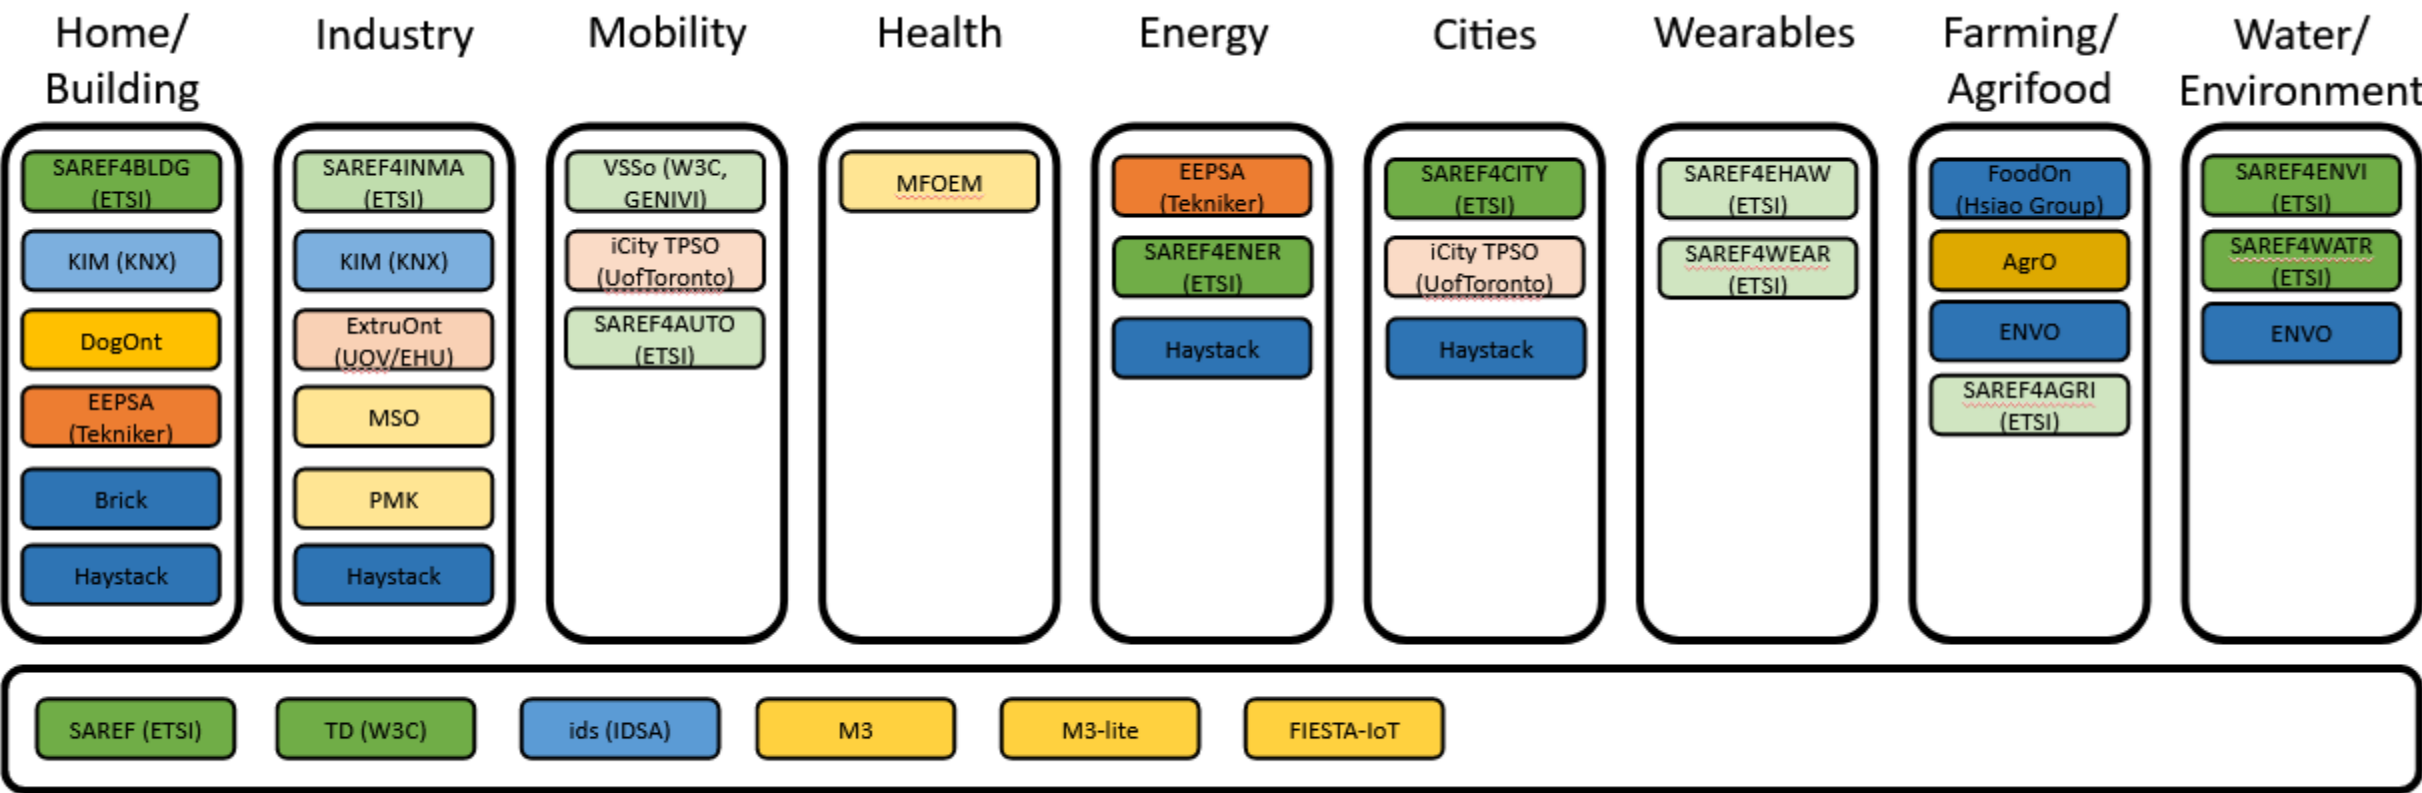 Home/
Building
Industry
Mobility
Health
Energy
Cities
Wearables
Farming/
Agrifood
Water/
Environment
SAREF4BLDG
(ETSI)
KIM (KNX)
DogOnt
EEPSA
(Tekniker)
Brick
Haystack
SAREF4INMA
(ETSI)
KIM (KNX)
ExtruOnt
(UOV/EHU)
MSO
PMK
Haystack
VSSo (W3C,
GENIVI)
iCity TPSO
(UofToronto)
SAREF4AUTO
(ETSI)
MFOEM
EEPSA
(Tekniker)
SAREF4ENER
(ETSI)
Haystack
SAREF4CITY
(ETSI)
iCity TPSO
(UofToronto)
Haystack
SAREF4EHAW
(ETSI)
SAREF4WEAR
(ETSI)
FoodOn
(Hsiao Group)
AgrO
ENVO
SAREF4AGRI
(ETSI)
SAREF4ENVI
(ETSI)
SAREF4WATR
(ETSI)
ENVO
SAREF (ETSI)
TD (W3C)
ids (IDSA)
M3
M3-lite
FIESTA-IoT